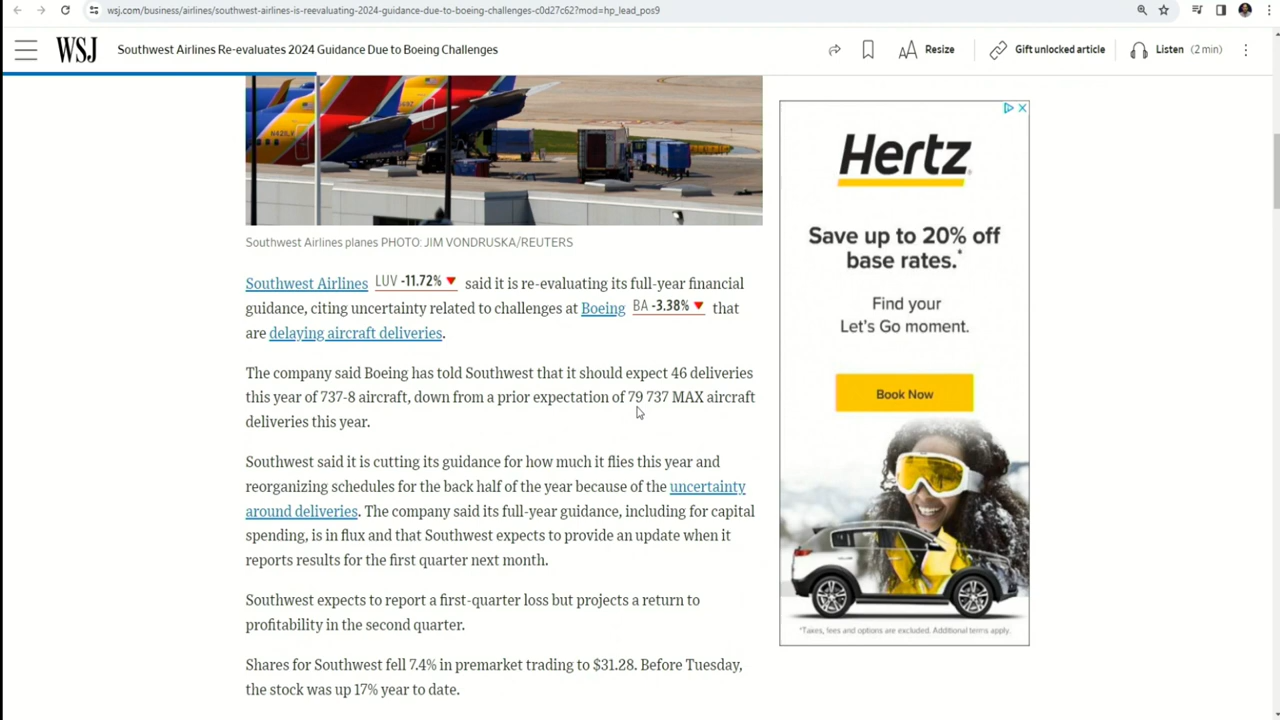 wsj.com/business/airlines/southwest-airlines-is-reevaluating-2024-guidance-due-to-boeing-challenges-c0d27c62?mod=hp_lead_pos9
WSJ
Southwest Airlines Re-evaluates 2024 Guidance Due to Boeing Challenges
AA Resize
Gift unlocked article
Listen (2 min)
Southwest Airlines planes PHOTO: JIM VONDRUSKA/REUTERS
Southwest Airlines LUV -11.72% ▼ said it is re-evaluating its full-year financial
guidance, citing uncertainty related to challenges at Boeing BA -3.38% ▼ that
are delaying aircraft deliveries.
The company said Boeing has told Southwest that it should expect 46 deliveries
this year of 737-8 aircraft, down from a prior expectation of 79 737 MAX aircraft
deliveries this year.
Southwest said it is cutting its guidance for how much it flies this year and
reorganizing schedules for the back half of the year because of the uncertainty
around deliveries. The company said its full-year guidance, including for capital
spending, is in flux and that Southwest expects to provide an update when it
reports results for the first quarter next month.
Southwest expects to report a first-quarter loss but projects a return to
profitability in the second quarter.
Shares for Southwest fell 7.4% in premarket trading to $31.28. Before Tuesday,
the stock was up 17% year to date.
Hertz
Save up to 20% off
base rates.*
Find your
Let's Go moment.
Book Now
*Takes, fees and options are excluded. Additional terms apply.